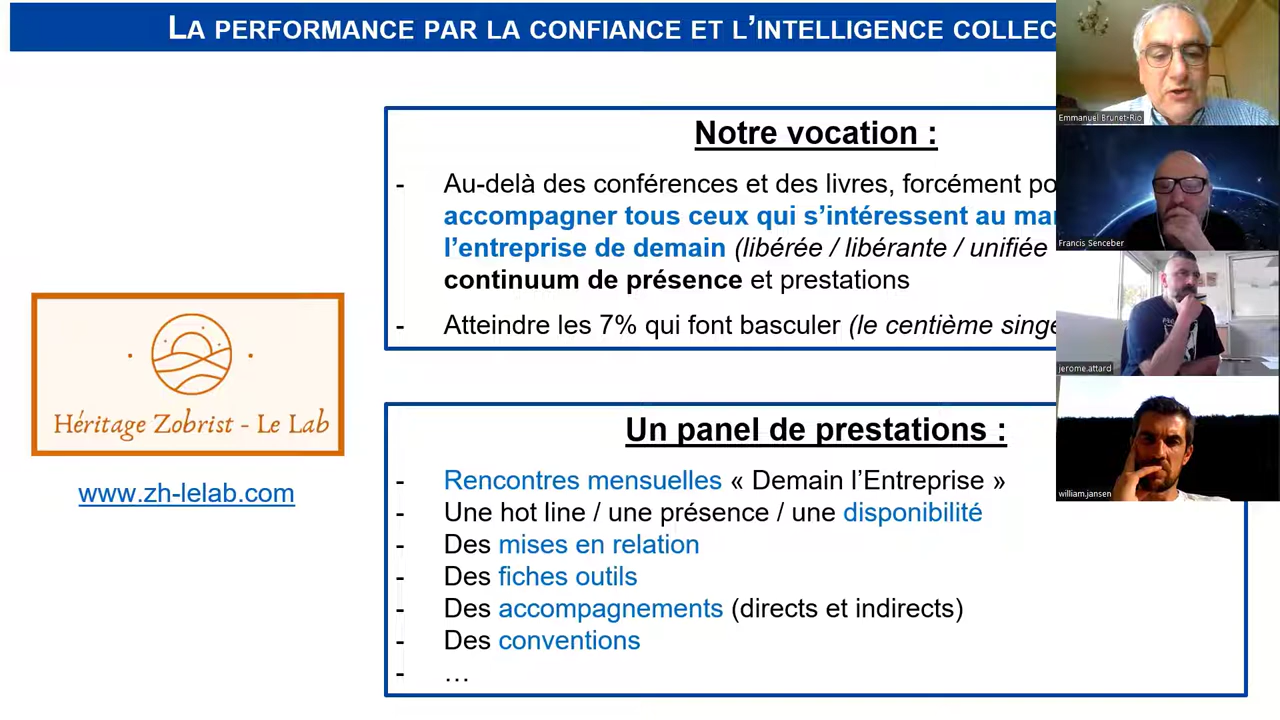 LA PERFORMANCE PAR LA CONFIANCE ET L’INTELLIGENCE COLLEC
Notre vocation :
- Au-delà des conférences et des livres, forcément po
accompagner tous ceux qui s’intéressent au ma
l’entreprise de demain (libérée / libérante / unifiée
continuum de présence et prestations
- Atteindre les 7% qui font basculer (le centième singe
Héritage Zobrist - Le Lab
www.zh-lelab.com
Un panel de prestations :
- Rencontres mensuelles « Demain l’Entreprise »
- Une hot line / une présence / une disponibilité
- Des mises en relation
- Des fiches outils
- Des accompagnements (directs et indirects)
- Des conventions
- …
Emmanuel Brunet-Rio
Francis Senceber
jerome.attard
william.jansen